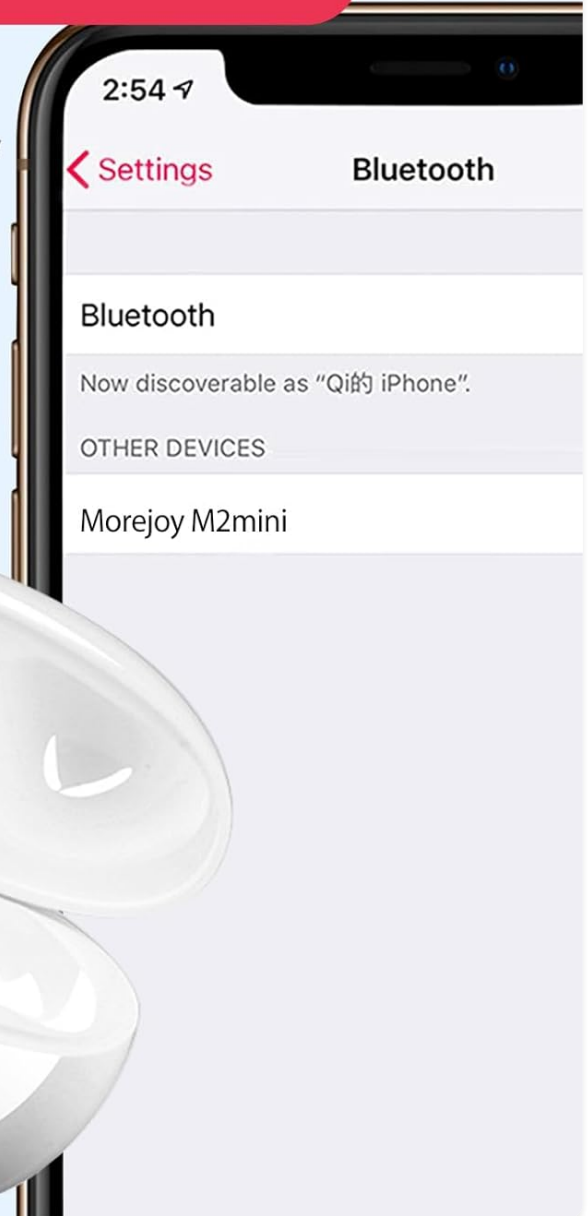 2:54
Settings
Bluetooth
Bluetooth
Now discoverable as “Qi的 iPhone”.
OTHER DEVICES
Morejoy M2mini